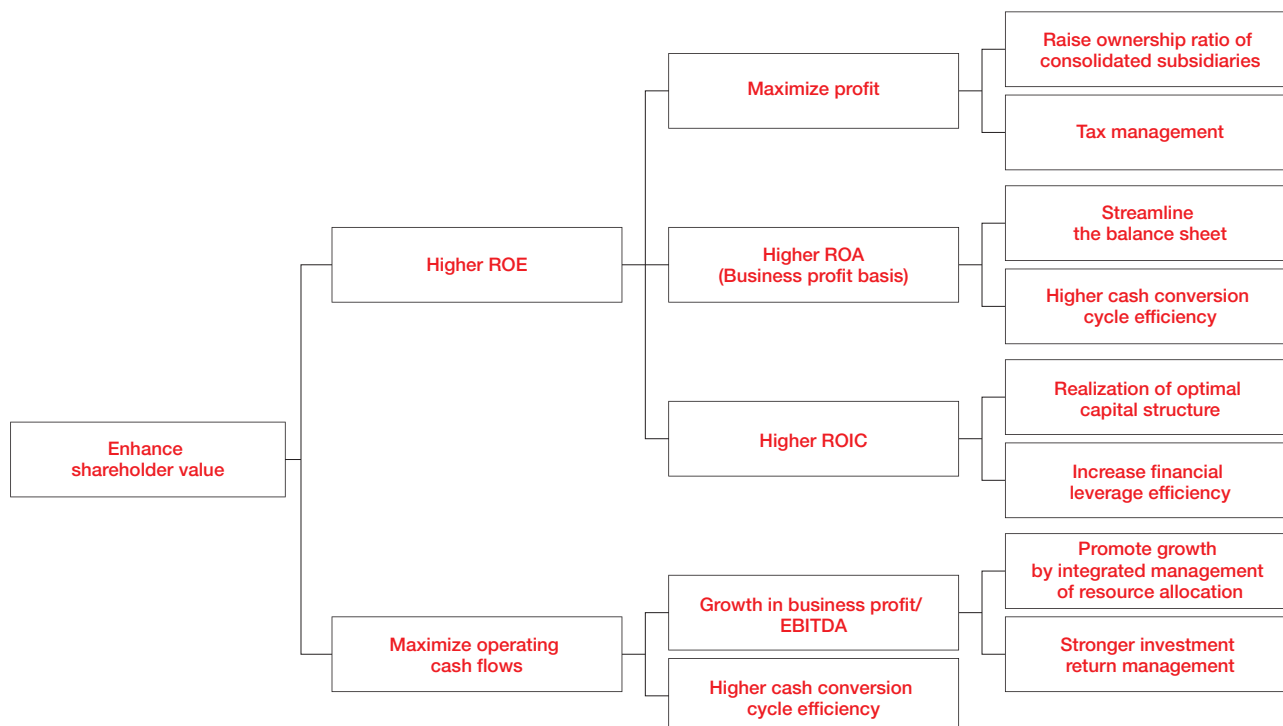 Enhance
shareholder value
Higher ROE
Maximize operating
cash flows
Maximize profit
Higher ROA
(Business profit basis)
Higher ROIC
Growth in business profit/
EBITDA
Higher cash conversion
cycle efficiency
Raise ownership ratio of
consolidated subsidiaries
Tax management
Streamline
the balance sheet
Higher cash conversion
cycle efficiency
Realization of optimal
capital structure
Increase financial
leverage efficiency
Promote growth
by integrated management
of resource allocation
Stronger investment
return management